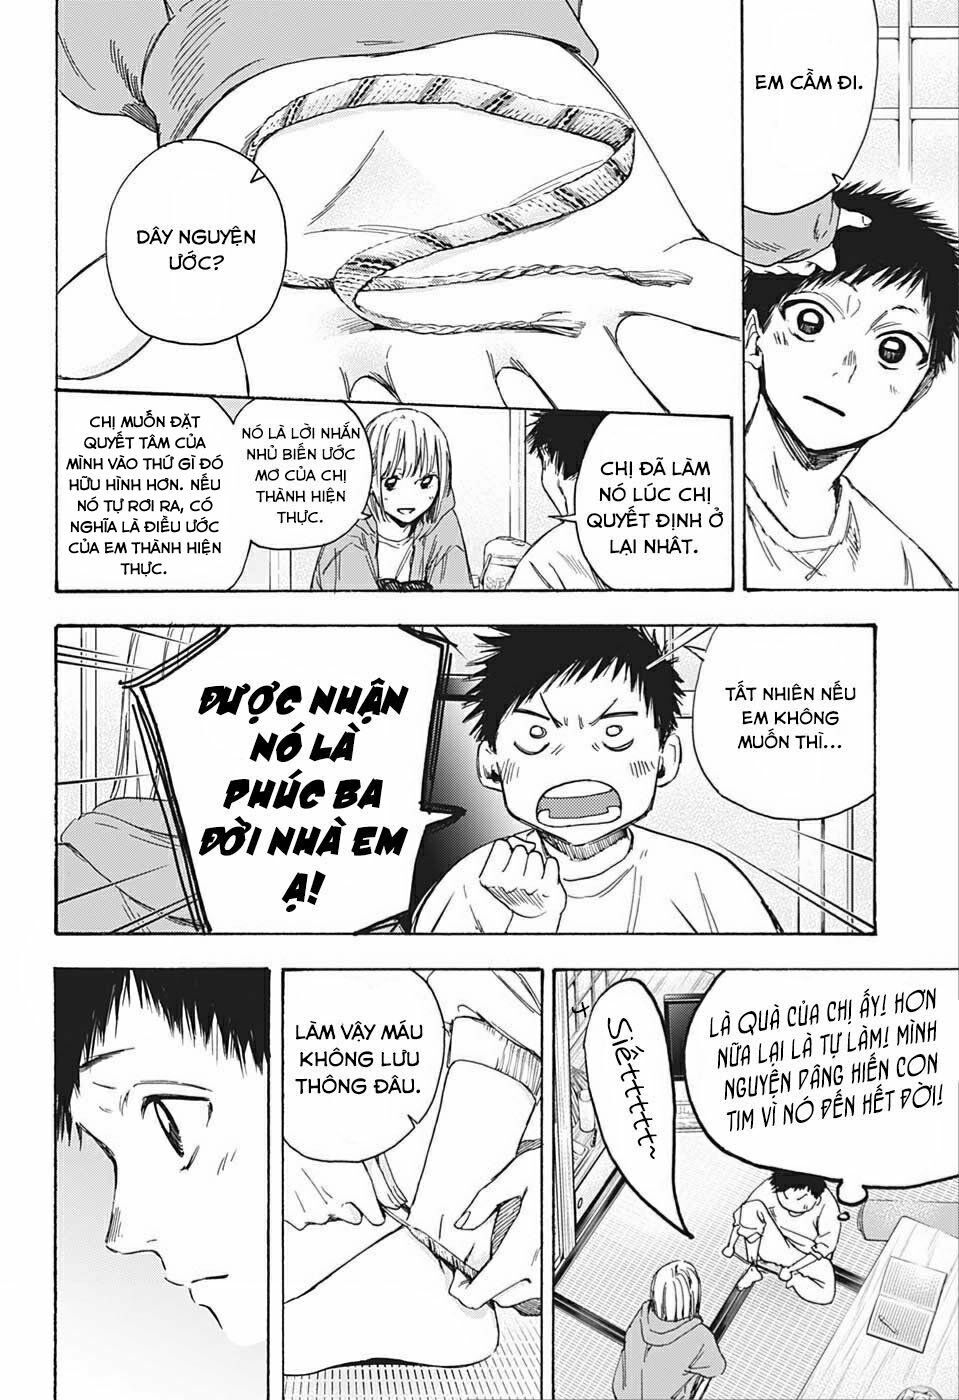 EM CẦM ĐI.
DÂY NGUYỆN
ƯỚC?
CHỊ ĐÃ LÀM
NÓ LÚC CHỊ
QUYẾT ĐỊNH Ở
LẠI NHẬT.
NÓ LÀ LỜI NHẮN
NHỦ BIẾN ƯỚC
MƠ CỦA CHỊ
THÀNH HIỆN
THỰC.
CHỊ MUỐN ĐẶT
QUYẾT TÂM CỦA
MÌNH VÀO THỨ GÌ ĐÓ
HỮU HÌNH HƠN. NẾU
NÓ TỰ RƠI RA, CÓ
NGHĨA LÀ ĐIỀU ƯỚC
CỦA EM THÀNH HIỆN
THỰC.
TẤT NHIÊN NẾU
EM KHÔNG
MUỐN THÌ...
ĐƯỢC NHẬN
NÓ LÀ
PHÚC BA
ĐỜI NHÀ EM
Ạ!
LÀ QUÀ CỦA CHỊ ẤY! HƠN
NỮA LẠI LÀ TỰ LÀM! MÌNH
NGUYỆN DÂNG HIẾN CON
TIM VÌ NÓ ĐẾN HẾT ĐỜI!
Siếttttt~
LÀM VẬY MÁU
KHÔNG LƯU
THÔNG ĐÂU.